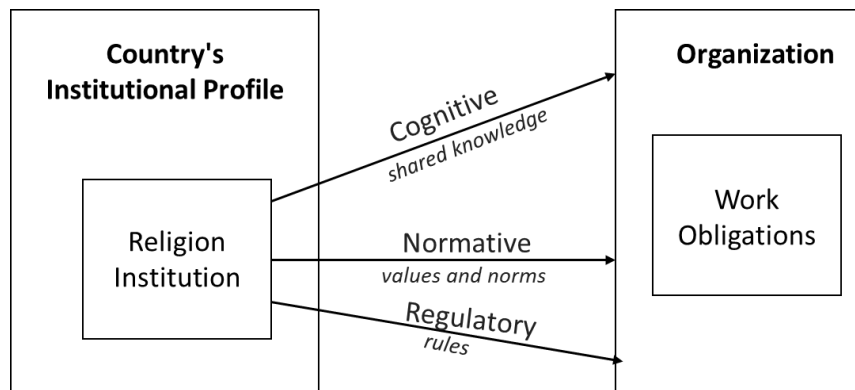 Country's
Institutional Profile
Religion
Institution
Cognitive
shared knowledge
Normative
values and norms
Regulatory
rules
Organization
Work
Obligations